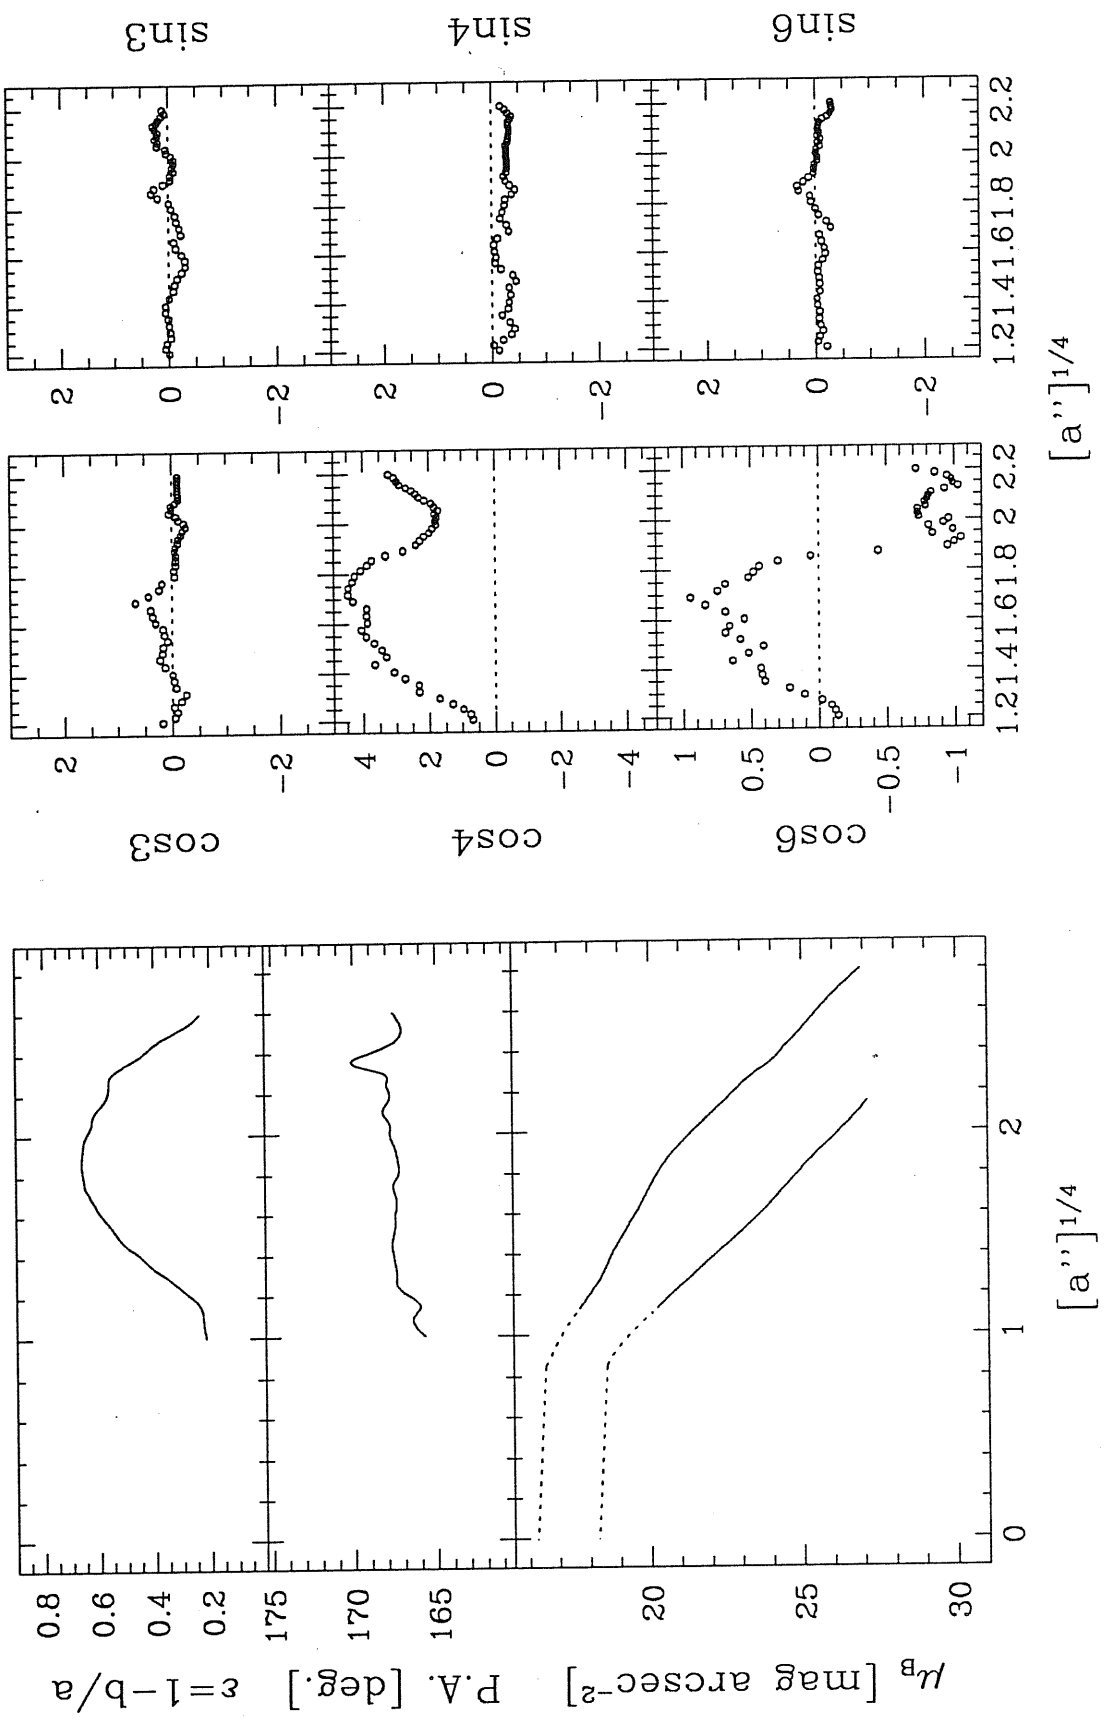 sin3
sin4
sin6
2
0
-2
2
0
-2
2
0
-2
1.2 1.4 1.6 1.8 2 2.2
[a'']1/4
cos3
cos4
cos6
2
0
-2
4
2
0
-2
-4
1
0.5
0
-0.5
-1
1.2 1.4 1.6 1.8 2 2.2
ε=1-b/a
P.A. [deg.]
μB [mag arcsec-2]
0.8
0.6
0.4
0.2
175
170
165
20
25
30
0 1 2
[a'']1/4